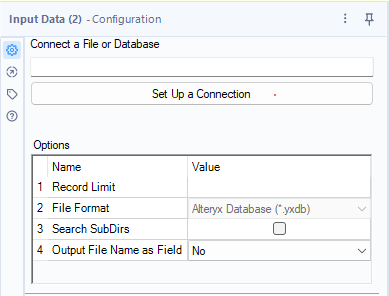 Input Data (2) - Configuration
Connect a File or Database
Set Up a Connection
Options
Name Value
1 Record Limit
2 File Format Alteryx Database (*.yxdb)
3 Search SubDirs
4 Output File Name as Field No